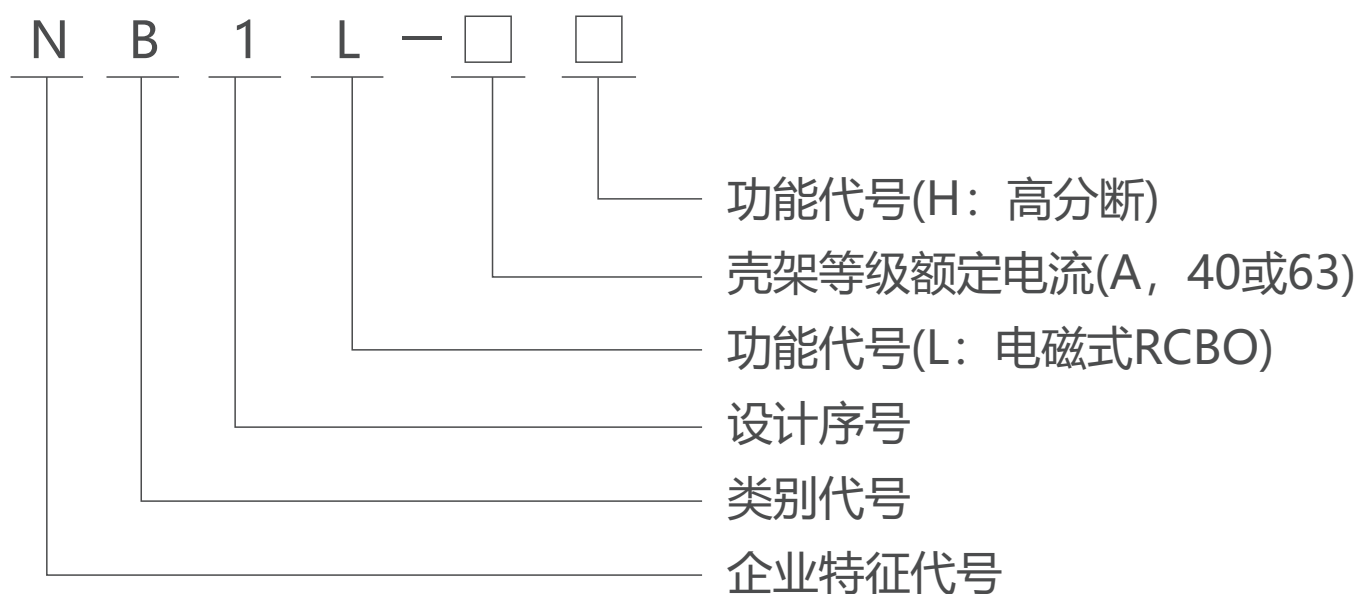 N B 1 L－□ □
功能代号(H：高分断)
壳架等级额定电流(A，40或63)
功能代号(L：电磁式RCBO)
设计序号
类别代号
企业特征代号